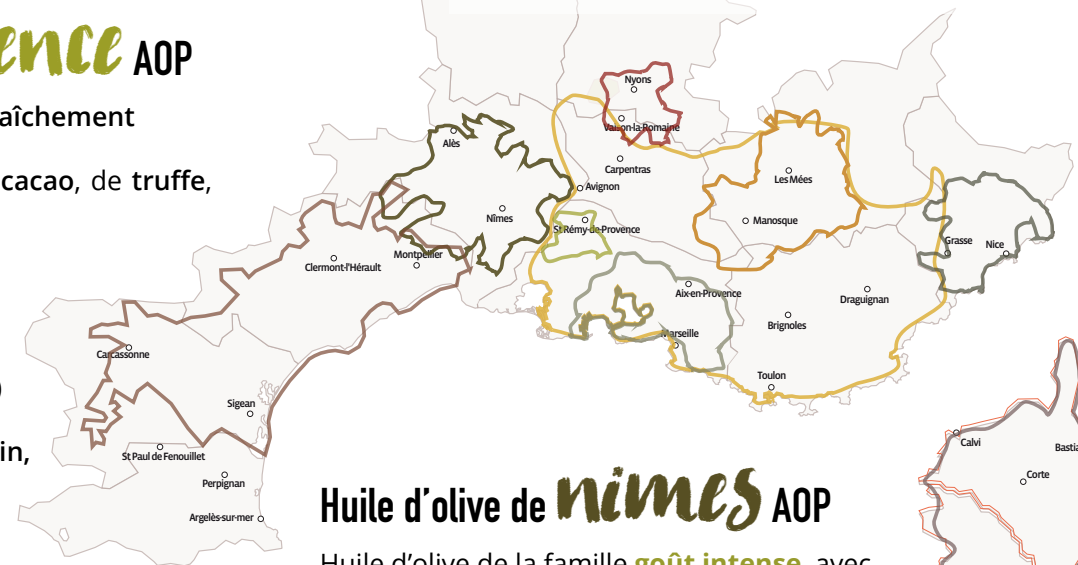 ence AOP
aîchement
cacao, de truffe,
)
in,
Nyons
Vaison-la-Romaine
Alès
Carpentras
Les Mées
Avignon
Nîmes
Manosque
St Rémy-de-Provence
Grasse
Nice
Montpellier
Clermont-l'Hérault
Aix-en-Provence
Draguignan
Brignoles
Marseille
Carcassonne
Toulon
Sigean
Calvi
Bastia
St Paul de Fenouillet
Corte
Perpignan
Argelès-sur-mer
Huile d'olive de nîmes AOP
Huile d'olive de la famille goût intense, avec